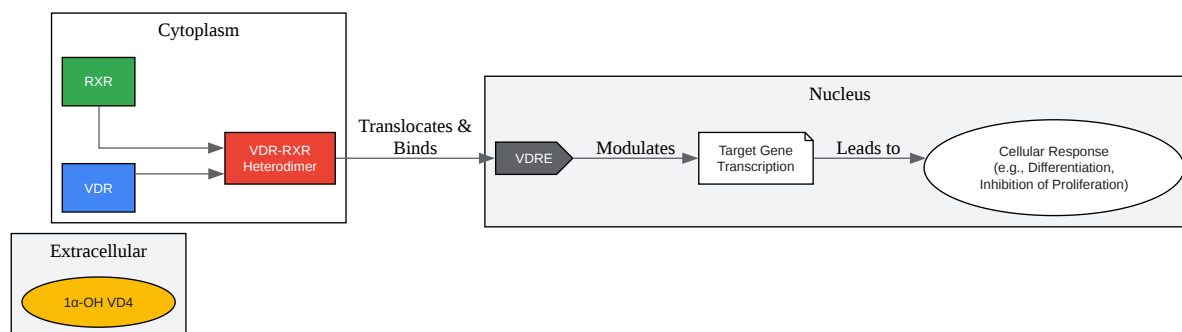 Cytoplasm
RXR
VDR
VDR-RXR
Heterodimer
Translocates &
Binds
Nucleus
VDRE
Modulates
Target Gene
Transcription
Leads to
Cellular Response
(e.g., Differentiation,
Inhibition of Proliferation)
Extracellular
1α-OH VD4